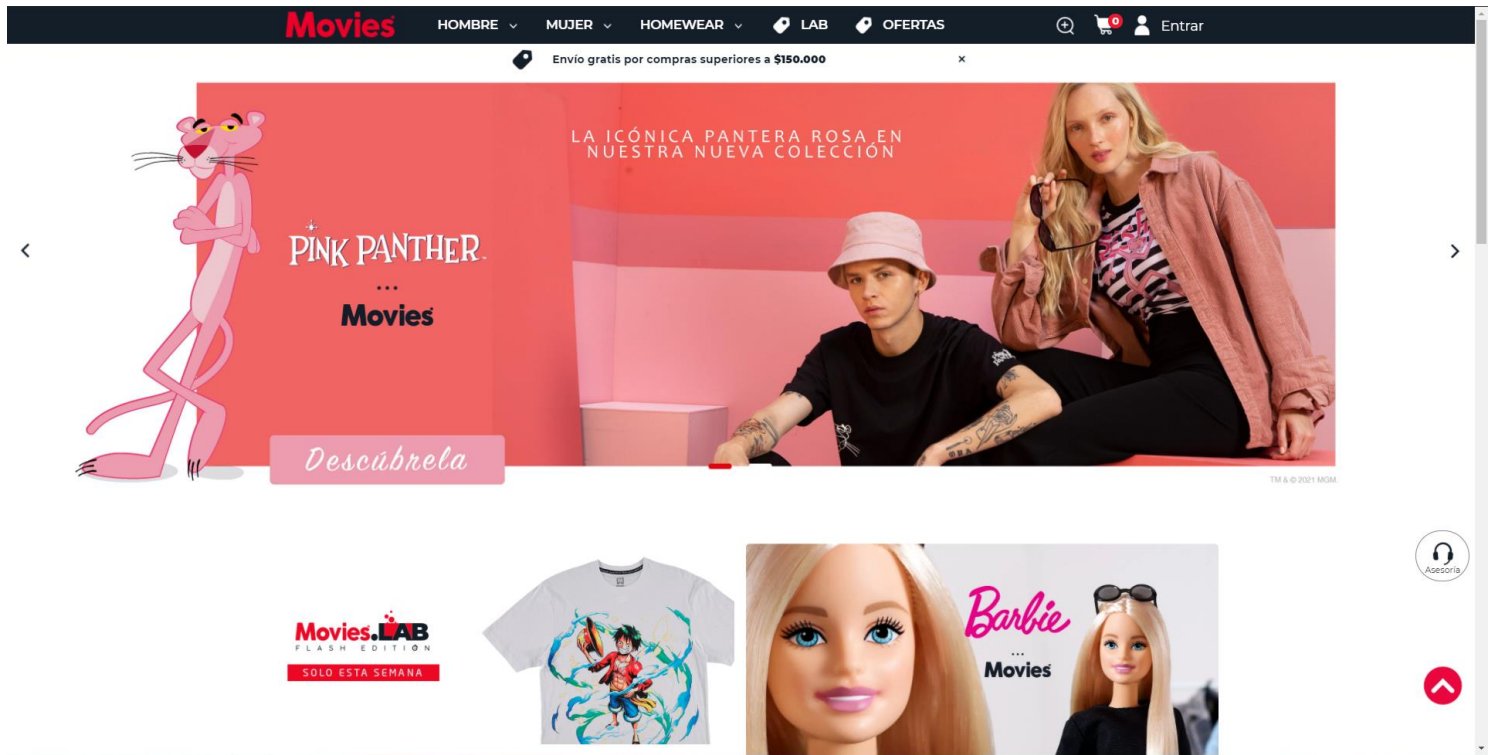 Movies
HOMBRE
MUJER
HOMEWEAR
LAB
OFERTAS
0
Entrar
Envío gratis por compras superiores a $150.000
×
LA ICÓNICA PANTERA ROSA EN
NUESTRA NUEVA COLECCIÓN
PINK PANTHER
...
Movies
Descúbrela
TM & © 2021 MGM.
Asesoría
Movies.LAB
FLASH EDITION
SOLO ESTA SEMANA
Barbie
...
Movies